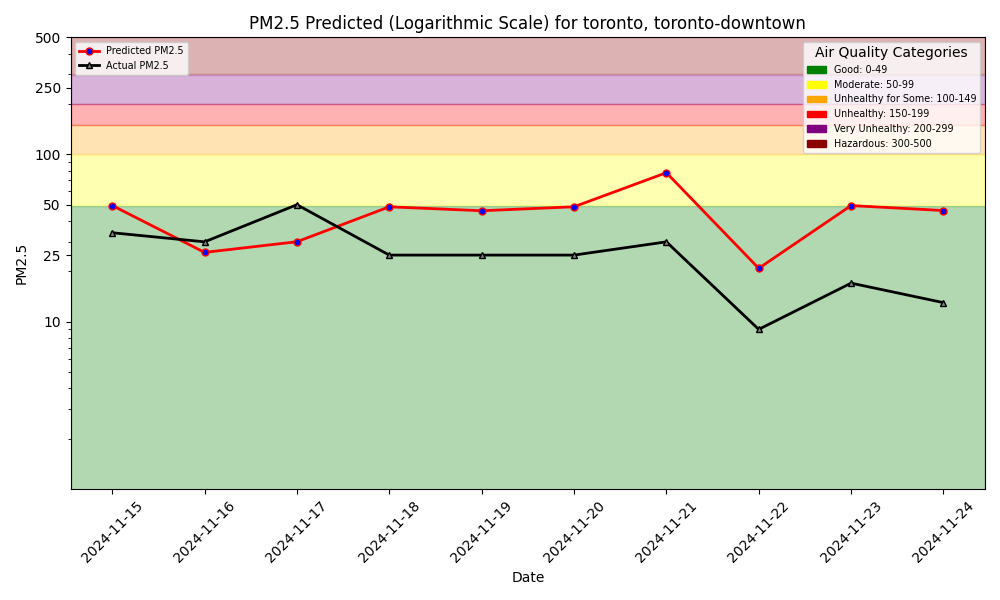 PM2.5 Predicted (Logarithmic Scale) for toronto, toronto-downtown
Predicted PM2.5
Actual PM2.5
Air Quality Categories
Good: 0-49
Moderate: 50-99
Unhealthy for Some: 100-149
Unhealthy: 150-199
Very Unhealthy: 200-299
Hazardous: 300-500
PM2.5
500
250
100
50
25
10
2024-11-15
2024-11-16
2024-11-17
2024-11-18
2024-11-19
2024-11-20
2024-11-21
2024-11-22
2024-11-23
2024-11-24
Date